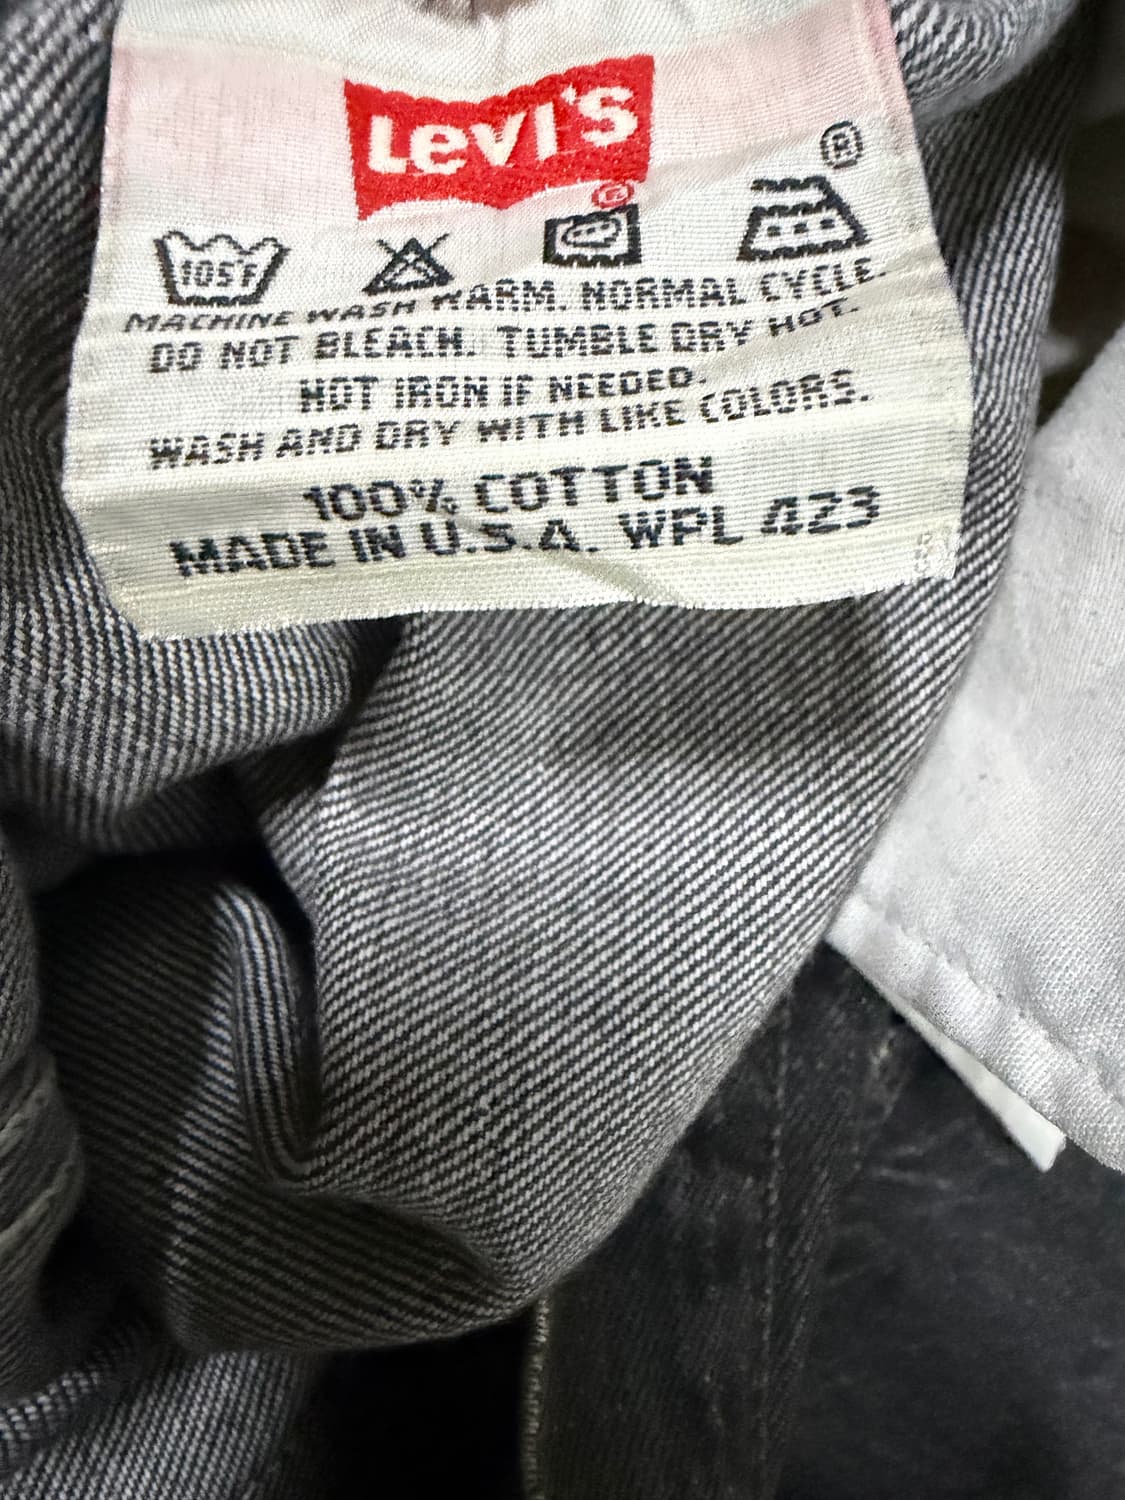 Levi's
®
®
105°F
MACHINE WASH WARM. NORMAL CYCLE.
DO NOT BLEACH. TUMBLE DRY HOT.
HOT IRON IF NEEDED.
WASH AND DRY WITH LIKE COLORS.
100% COTTON
MADE IN U.S.A. WPL 423